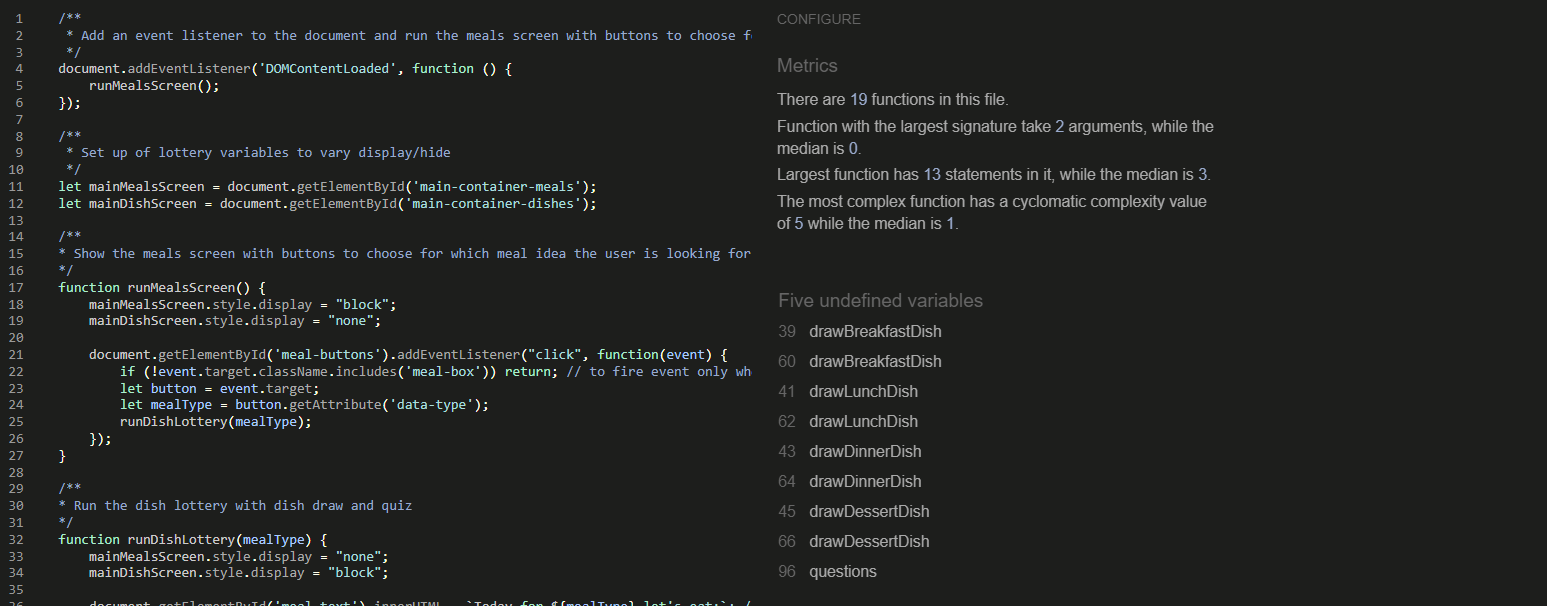 1 /**
2 * Add an event listener to the document and run the meals screen with buttons to choose
3 */
4 document.addEventListener('DOMContentLoaded', function () {
5 runMealsScreen();
6 });
7
8 /**
9 * Set up of lottery variables to vary display/hide
10 */
11 let mainMealsScreen = document.getElementById('main-container-meals');
12 let mainDishScreen = document.getElementById('main-container-dishes');
13
14 /**
15 * Show the meals screen with buttons to choose for which meal idea the user is looking for
16 */
17 function runMealsScreen() {
18 mainMealsScreen.style.display = "block";
19 mainDishScreen.style.display = "none";
20
21 document.getElementById('meal-buttons').addEventListener("click", function(event) {
22 if (!event.target.className.includes('meal-box')) return; // to fire event only wh
23 let button = event.target;
24 let mealType = button.getAttribute('data-type');
25 runDishLottery(mealType);
26 });
27 }
28
29 /**
30 * Run the dish lottery with dish draw and quiz
31 */
32 function runDishLottery(mealType) {
33 mainMealsScreen.style.display = "none";
34 mainDishScreen.style.display = "block";
35
CONFIGURE
Metrics
There are 19 functions in this file.
Function with the largest signature take 2 arguments, while the
median is 0.
Largest function has 13 statements in it, while the median is 3.
The most complex function has a cyclomatic complexity value
of 5 while the median is 1.
Five undefined variables
39 drawBreakfastDish
60 drawBreakfastDish
41 drawLunchDish
62 drawLunchDish
43 drawDinnerDish
64 drawDinnerDish
45 drawDessertDish
66 drawDessertDish
96 questions